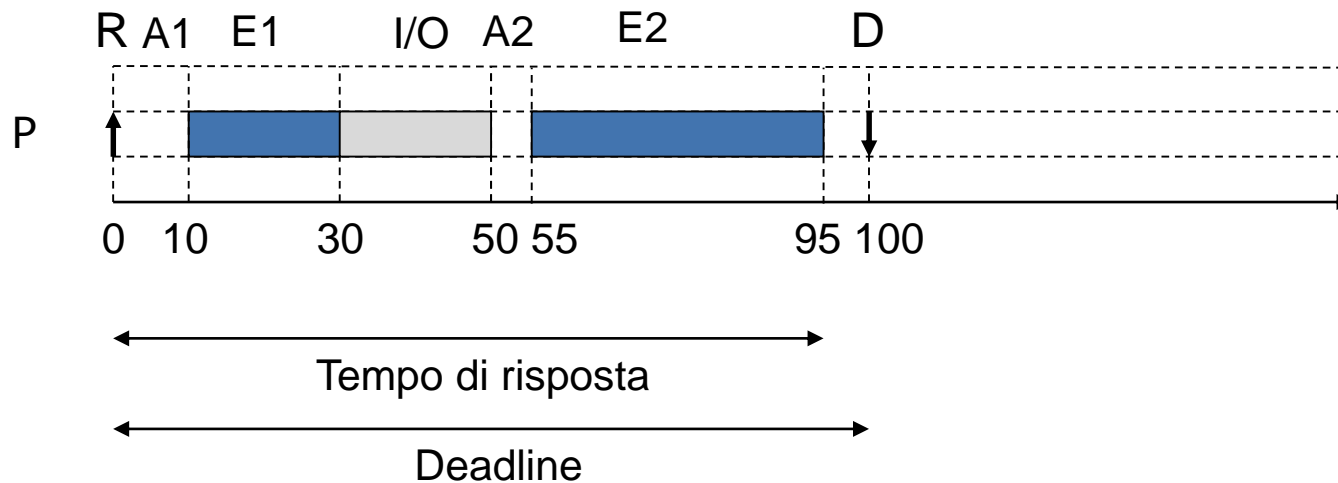 R A1 E1 I/O A2 E2 D
P
0 10 30 50 55 95 100
Tempo di risposta
Deadline